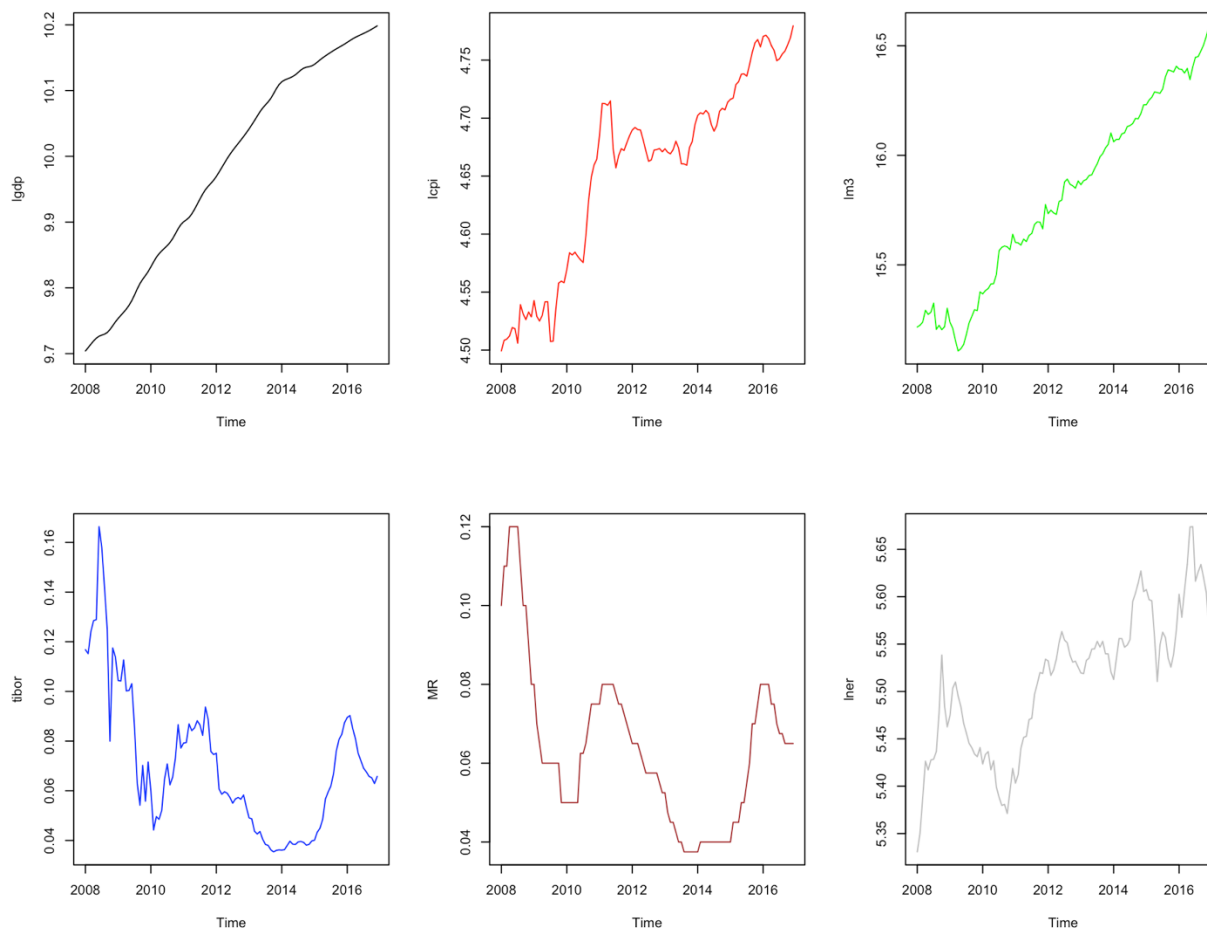 lgdp
9.7 9.8 9.9 10.0 10.1 10.2
2008 2010 2012 2014 2016
Time
lcpi
4.50 4.55 4.60 4.65 4.70 4.75
2008 2010 2012 2014 2016
Time
lm3
15.5 16.0 16.5
2008 2010 2012 2014 2016
Time
tibor
0.04 0.06 0.08 0.10 0.12 0.14 0.16
2008 2010 2012 2014 2016
Time
MR
0.04 0.06 0.08 0.10 0.12
2008 2010 2012 2014 2016
Time
lner
5.35 5.40 5.45 5.50 5.55 5.60 5.65
2008 2010 2012 2014 2016
Time